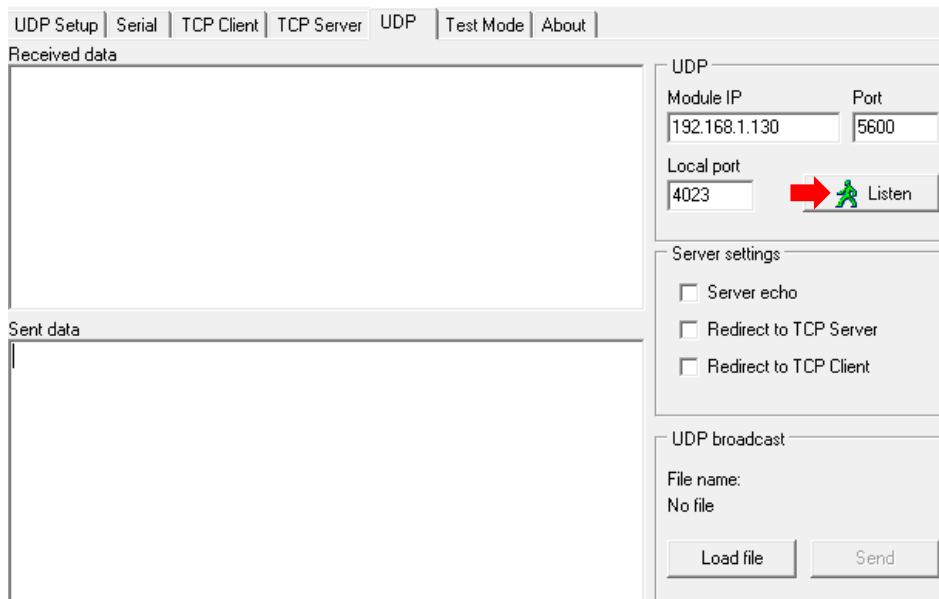 UDP Setup Serial TCP Client TCP Server UDP Test Mode About
Received data
Sent data
UDP
Module IP Port
192.168.1.130 5600
Local port
4023 Listen
Server settings
Server echo
Redirect to TCP Server
Redirect to TCP Client
UDP broadcast
File name:
No file
Load file Send